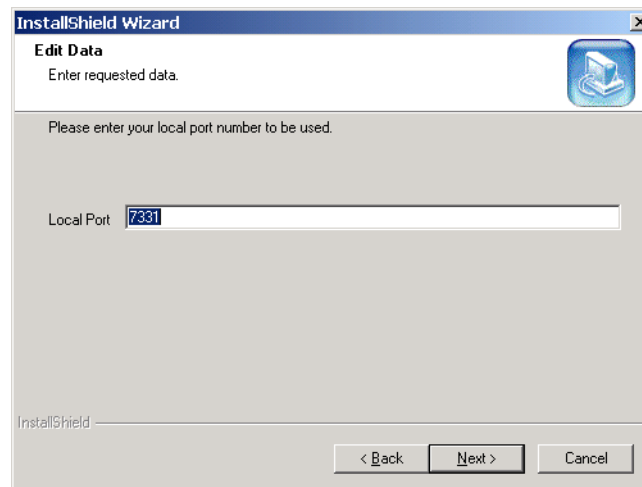 InstallShield Wizard
Edit Data
Enter requested data.
Please enter your local port number to be used.
Local Port 7331
InstallShield
< Back Next > Cancel